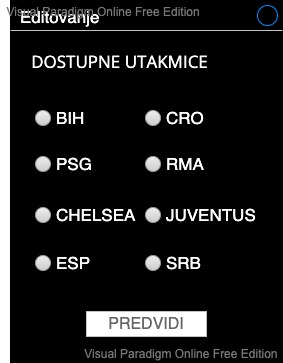 Visual Paradigm Online Free Edition
Editovanje
DOSTUPNE UTAKMICE
BIH CRO
PSG RMA
CHELSEA JUVENTUS
ESP SRB
PREDVIDI
Visual Paradigm Online Free Edition